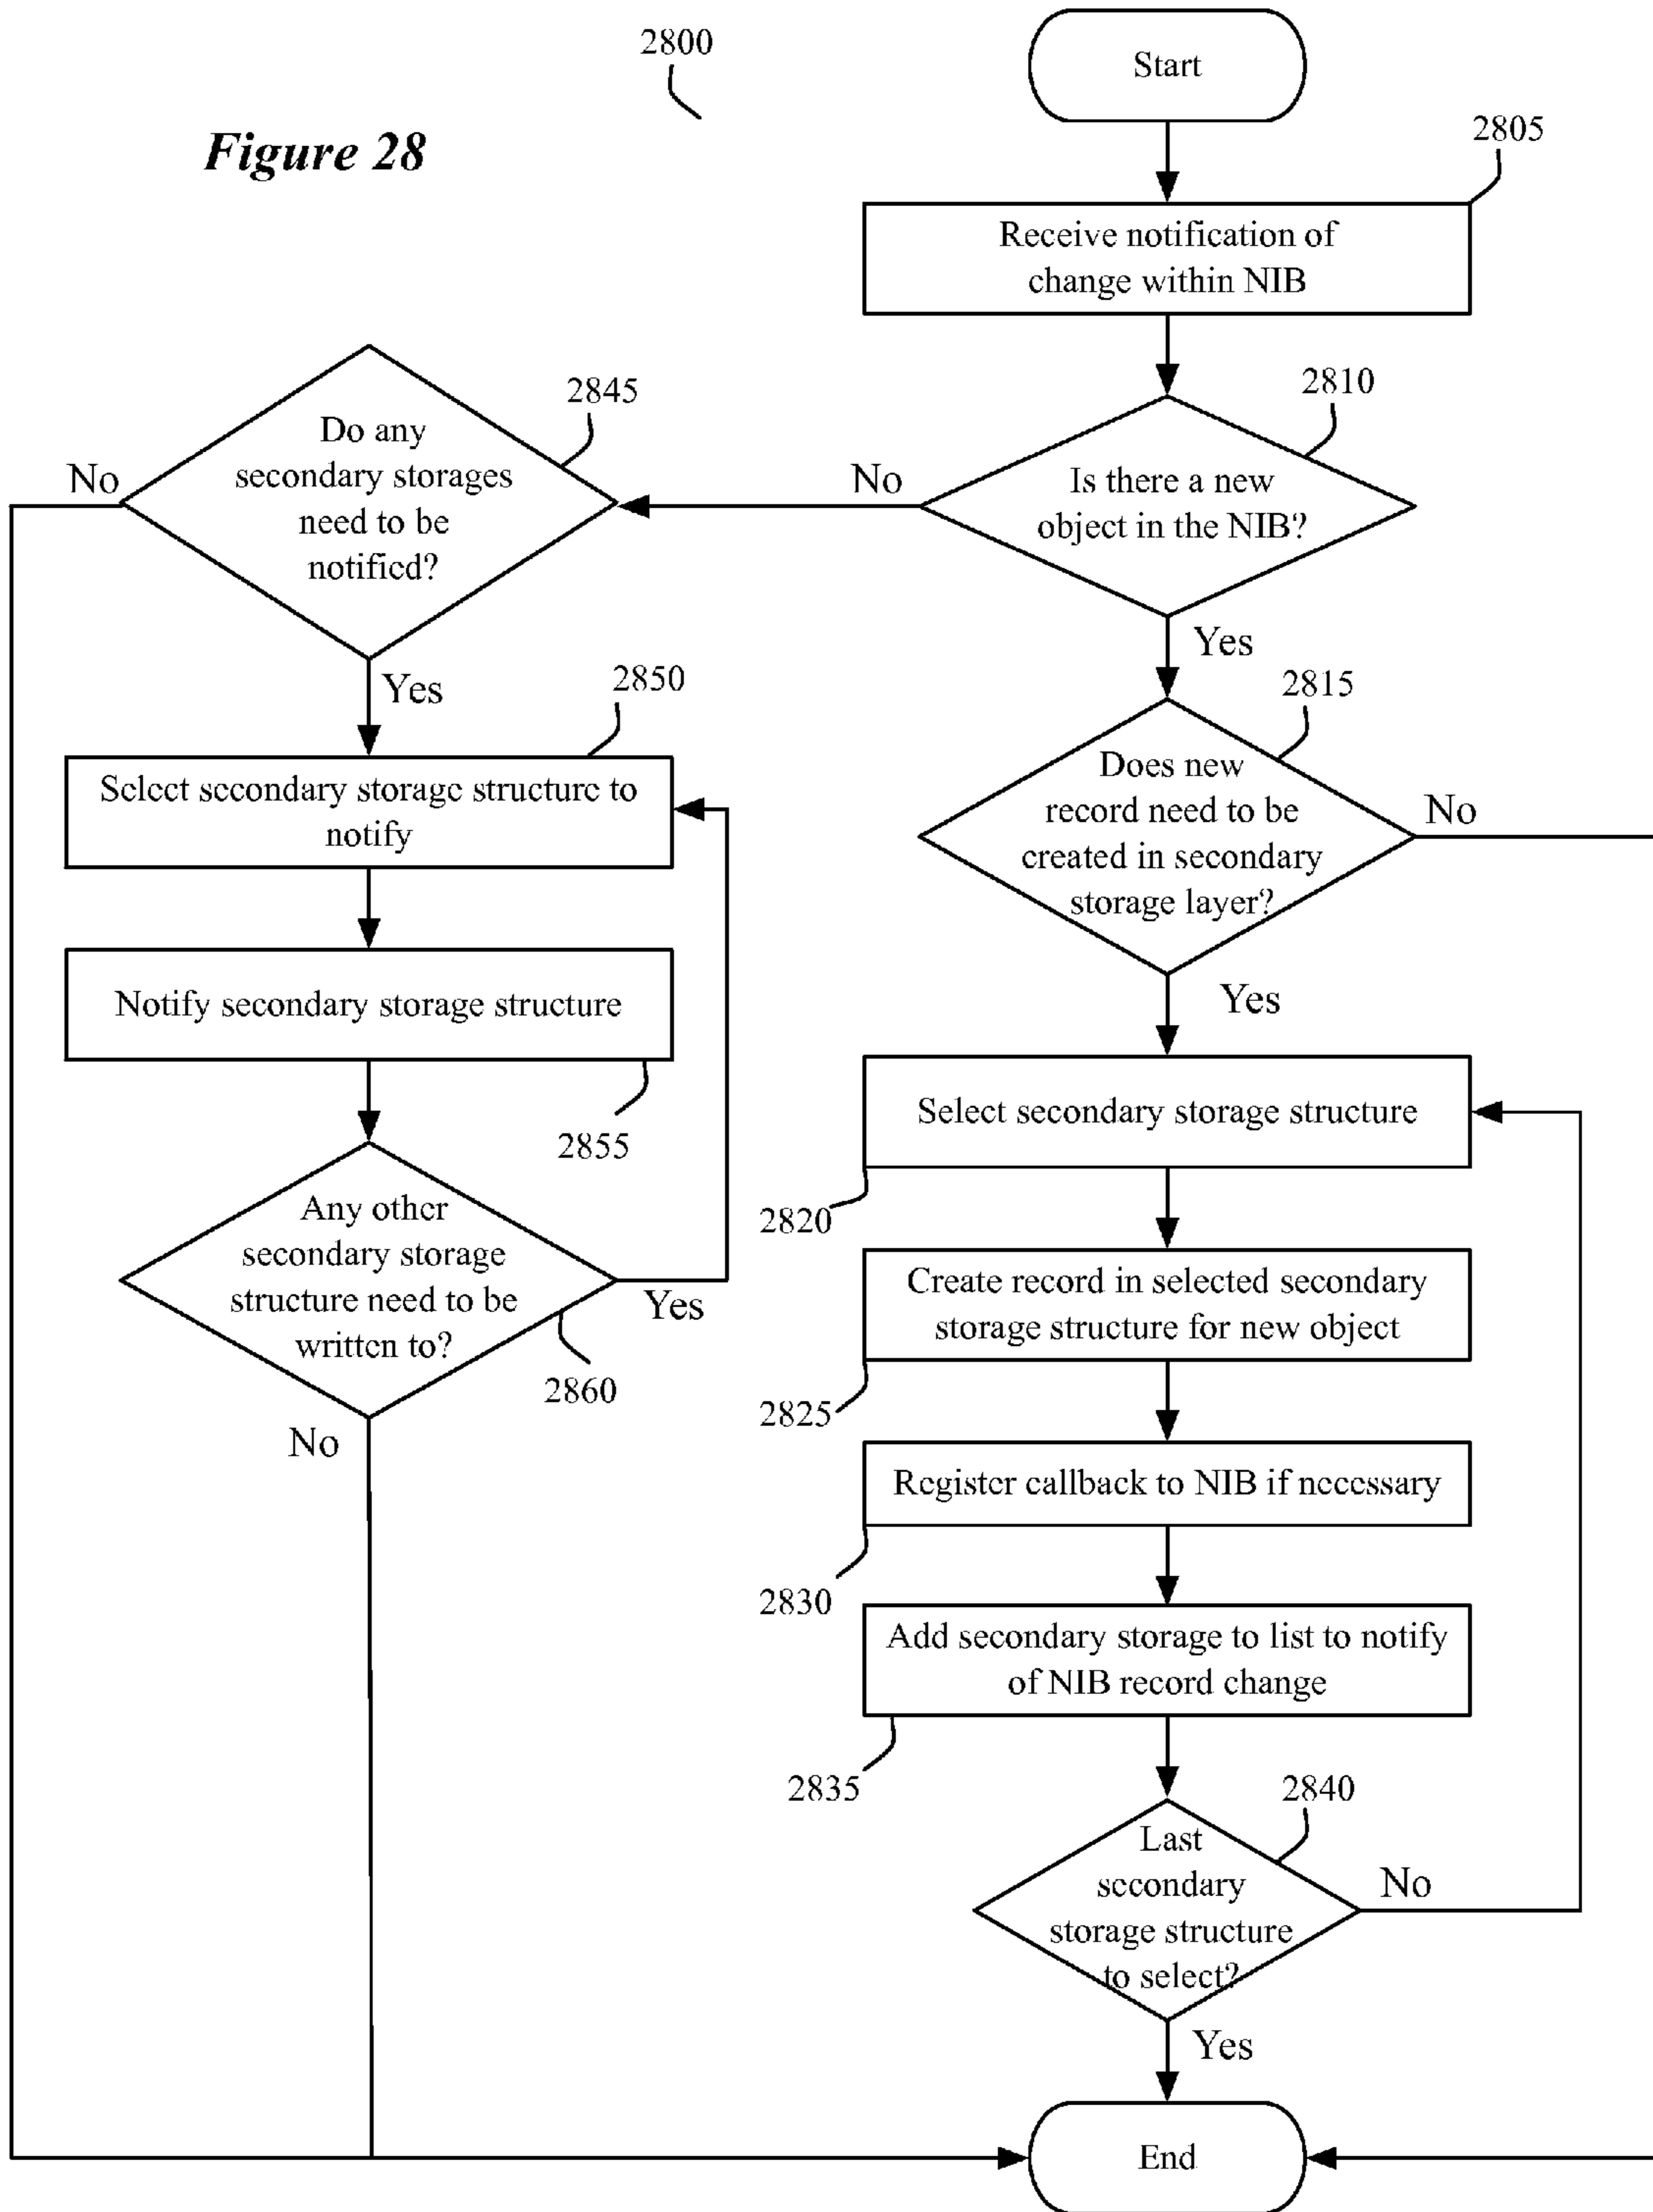 2800
Start
Figure 28
2805
Receive notification of
change within NIB
2810
Is there a new
object in the NIB?
No
Yes
2845
Do any
secondary storages
need to be
notified?
No
Yes
2850
Select secondary storage structure to
notify
Notify secondary storage structure
2855
Any other
secondary storage
structure need to be
written to?
Yes
2860
No
2815
Does new
record need to be
created in secondary
storage layer?
No
Yes
Select secondary storage structure
2820
Create record in selected secondary
storage structure for new object
2825
Register callback to NIB if necessary
2830
Add secondary storage to list to notify
of NIB record change
2835
2840
Last
secondary
storage structure
to select?
No
Yes
End